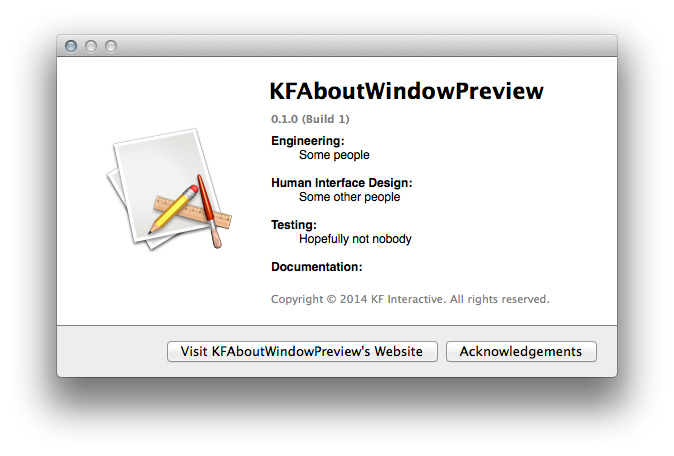 KFAboutWindowPreview
0.1.0 (Build 1)
Engineering:
Some people
Human Interface Design:
Some other people
Testing:
Hopefully not nobody
Documentation:
Copyright © 2014 KF Interactive. All rights reserved.
Visit KFAboutWindowPreview's Website
Acknowledgements